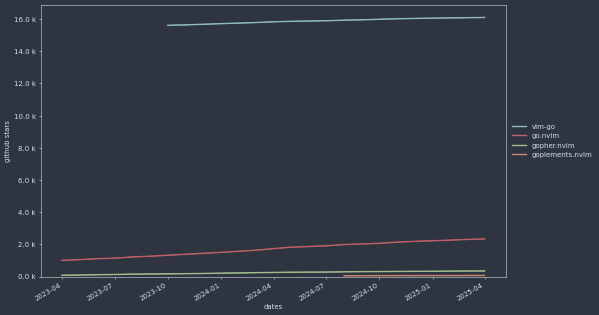 16.0 k
14.0 k
12.0 k
10.0 k
8.0 k
6.0 k
4.0 k
2.0 k
0.0 k
github stars
2023-04
2023-07
2023-10
2024-01
2024-04
2024-07
2024-10
2025-01
2025-04
dates
vim-go
go.nvim
gopher.nvim
goplements.nvim